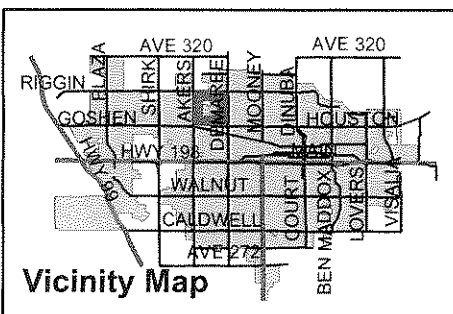 AVE 320
AVE 320
RIGGIN
PLAZA
SHIRK
AKERS
DEMAREE
MOONEY
DINUBA
GOSHEN
HOUSTON
HWY 99
HWY 198
MAIN
WALNUT
COURT
BEN MADDOX
LOVERS
VISALIA
CALDWELL
AVE 272
Vicinity Map